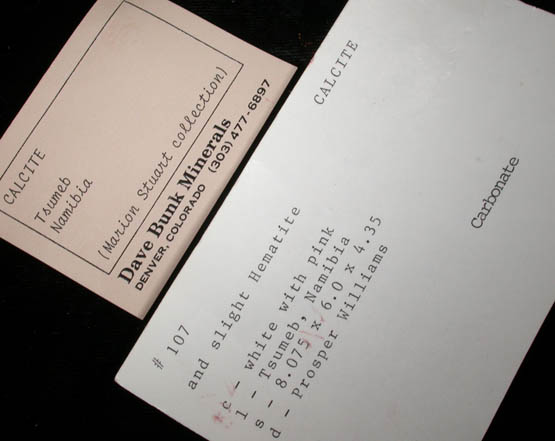 CALCITE
Tsumeb
Namibia
(Marion Stuart collection)
Dave Bunk Minerals
DENVER, COLORADO (303) 477-6897
CALCITE
Carbonate
# 107
and slight Hematite
c - white with pink
l - Tsumeb, Namibia
s - 8.075 x 6.0 x 4.35
d - Prosper Williams